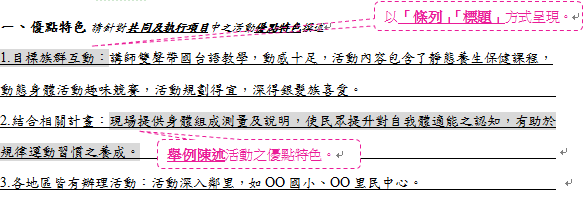 以「條列」「標題」方式呈現。
一、優點特色 請針對共同及執行項目中之活動優點特色撰述
1.目標族群互動：講師雙聲帶國台語教學，動感十足，活動內容包含了靜態養生保健課程，
動態身體活動趣味競賽，活動規劃得宜，深得銀髮族喜愛。
2.結合相關計畫：現場提供身體組成測量及說明，使民眾提升對自我體適能之認知，有助於
規律運動習慣之養成。
舉例陳述活動之優點特色。
3.各地區皆有辦理活動：活動深入鄰里，如 OO 國小、OO 里民中心。